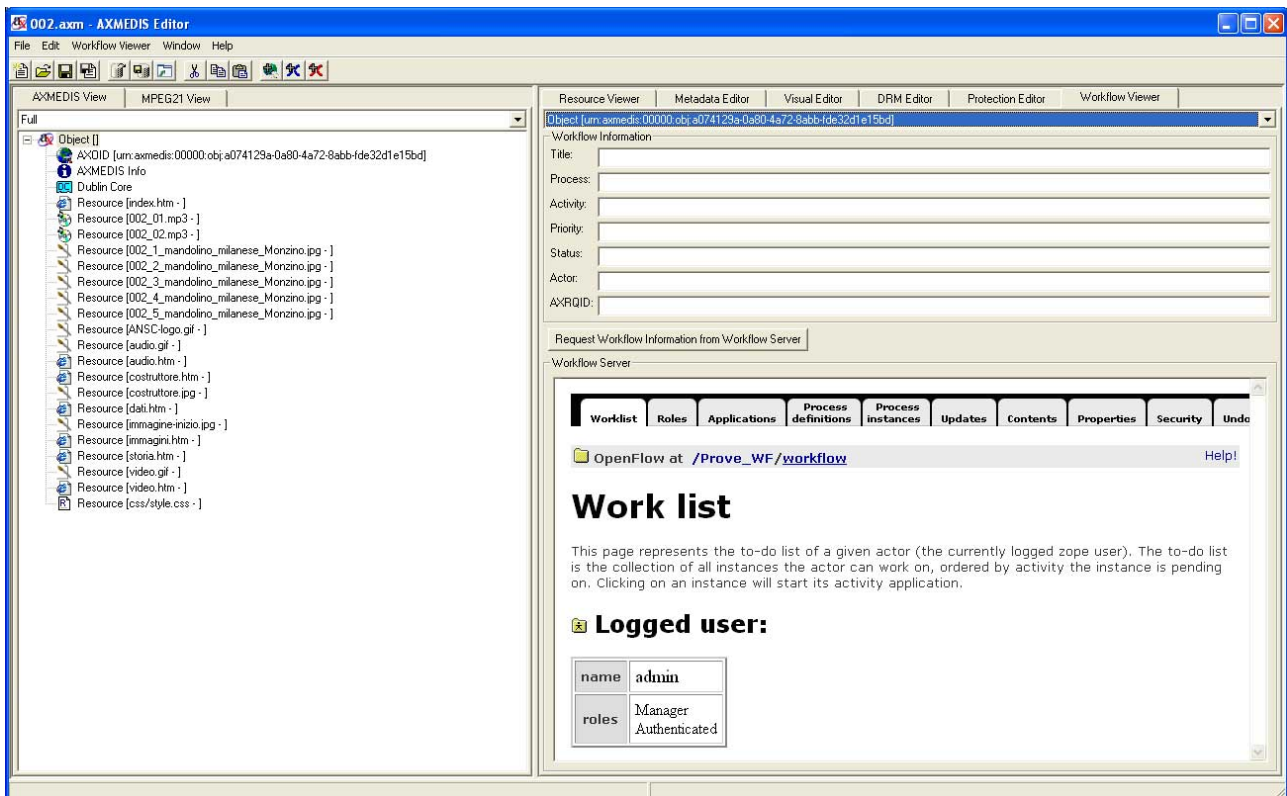 002.axm - AXMEDIS Editor
File Edit Workflow Viewer Window Help
AXMEDIS View MPEG21 View
Full
Object []
AXOID [urn:axmedis:00000:obj:a074129a-0a80-4a72-8abb-fde32d1e15bd]
AXMEDIS Info
DC Dublin Core
Resource [index.htm - ]
Resource [002_01.mp3 - ]
Resource [002_02.mp3 - ]
Resource [002_1_mandolino_milanese_Monzino.jpg - ]
Resource [002_2_mandolino_milanese_Monzino.jpg - ]
Resource [002_3_mandolino_milanese_Monzino.jpg - ]
Resource [002_4_mandolino_milanese_Monzino.jpg - ]
Resource [002_5_mandolino_milanese_Monzino.jpg - ]
Resource [ANSC-logo.gif - ]
Resource [audio.gif - ]
Resource [audio.htm - ]
Resource [costruttore.htm - ]
Resource [costruttore.jpg - ]
Resource [dati.htm - ]
Resource [immagine-inizio.jpg - ]
Resource [immagini.htm - ]
Resource [storia.htm - ]
Resource [video.gif - ]
Resource [video.htm - ]
R Resource [css/style.css - ]
Resource Viewer Metadata Editor Visual Editor DRM Editor Protection Editor Workflow Viewer
Object [urn:axmedis:00000:obj:a074129a-0a80-4a72-8abb-fde32d1e15bd]
Workflow Information
Title:
Process:
Activity:
Priority:
Status:
Actor:
AXRQID:
Request Workflow Information from Workflow Server
Workflow Server
Worklist Roles Applications Process definitions Process instances Updates Contents Properties Security Undo
OpenFlow at /Prove_WF/workflow Help!
Work list
This page represents the to-do list of a given actor (the currently logged zope user). The to-do list
is the collection of all instances the actor can work on, ordered by activity the instance is pending
on. Clicking on an instance will start its activity application.
Logged user:
name admin
roles Manager
Authenticated